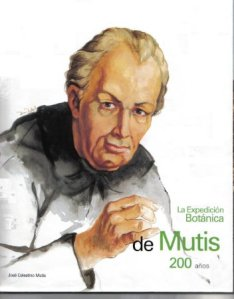 La Expedición
Botánica
de Mutis
200 años
José Celestino Mutis